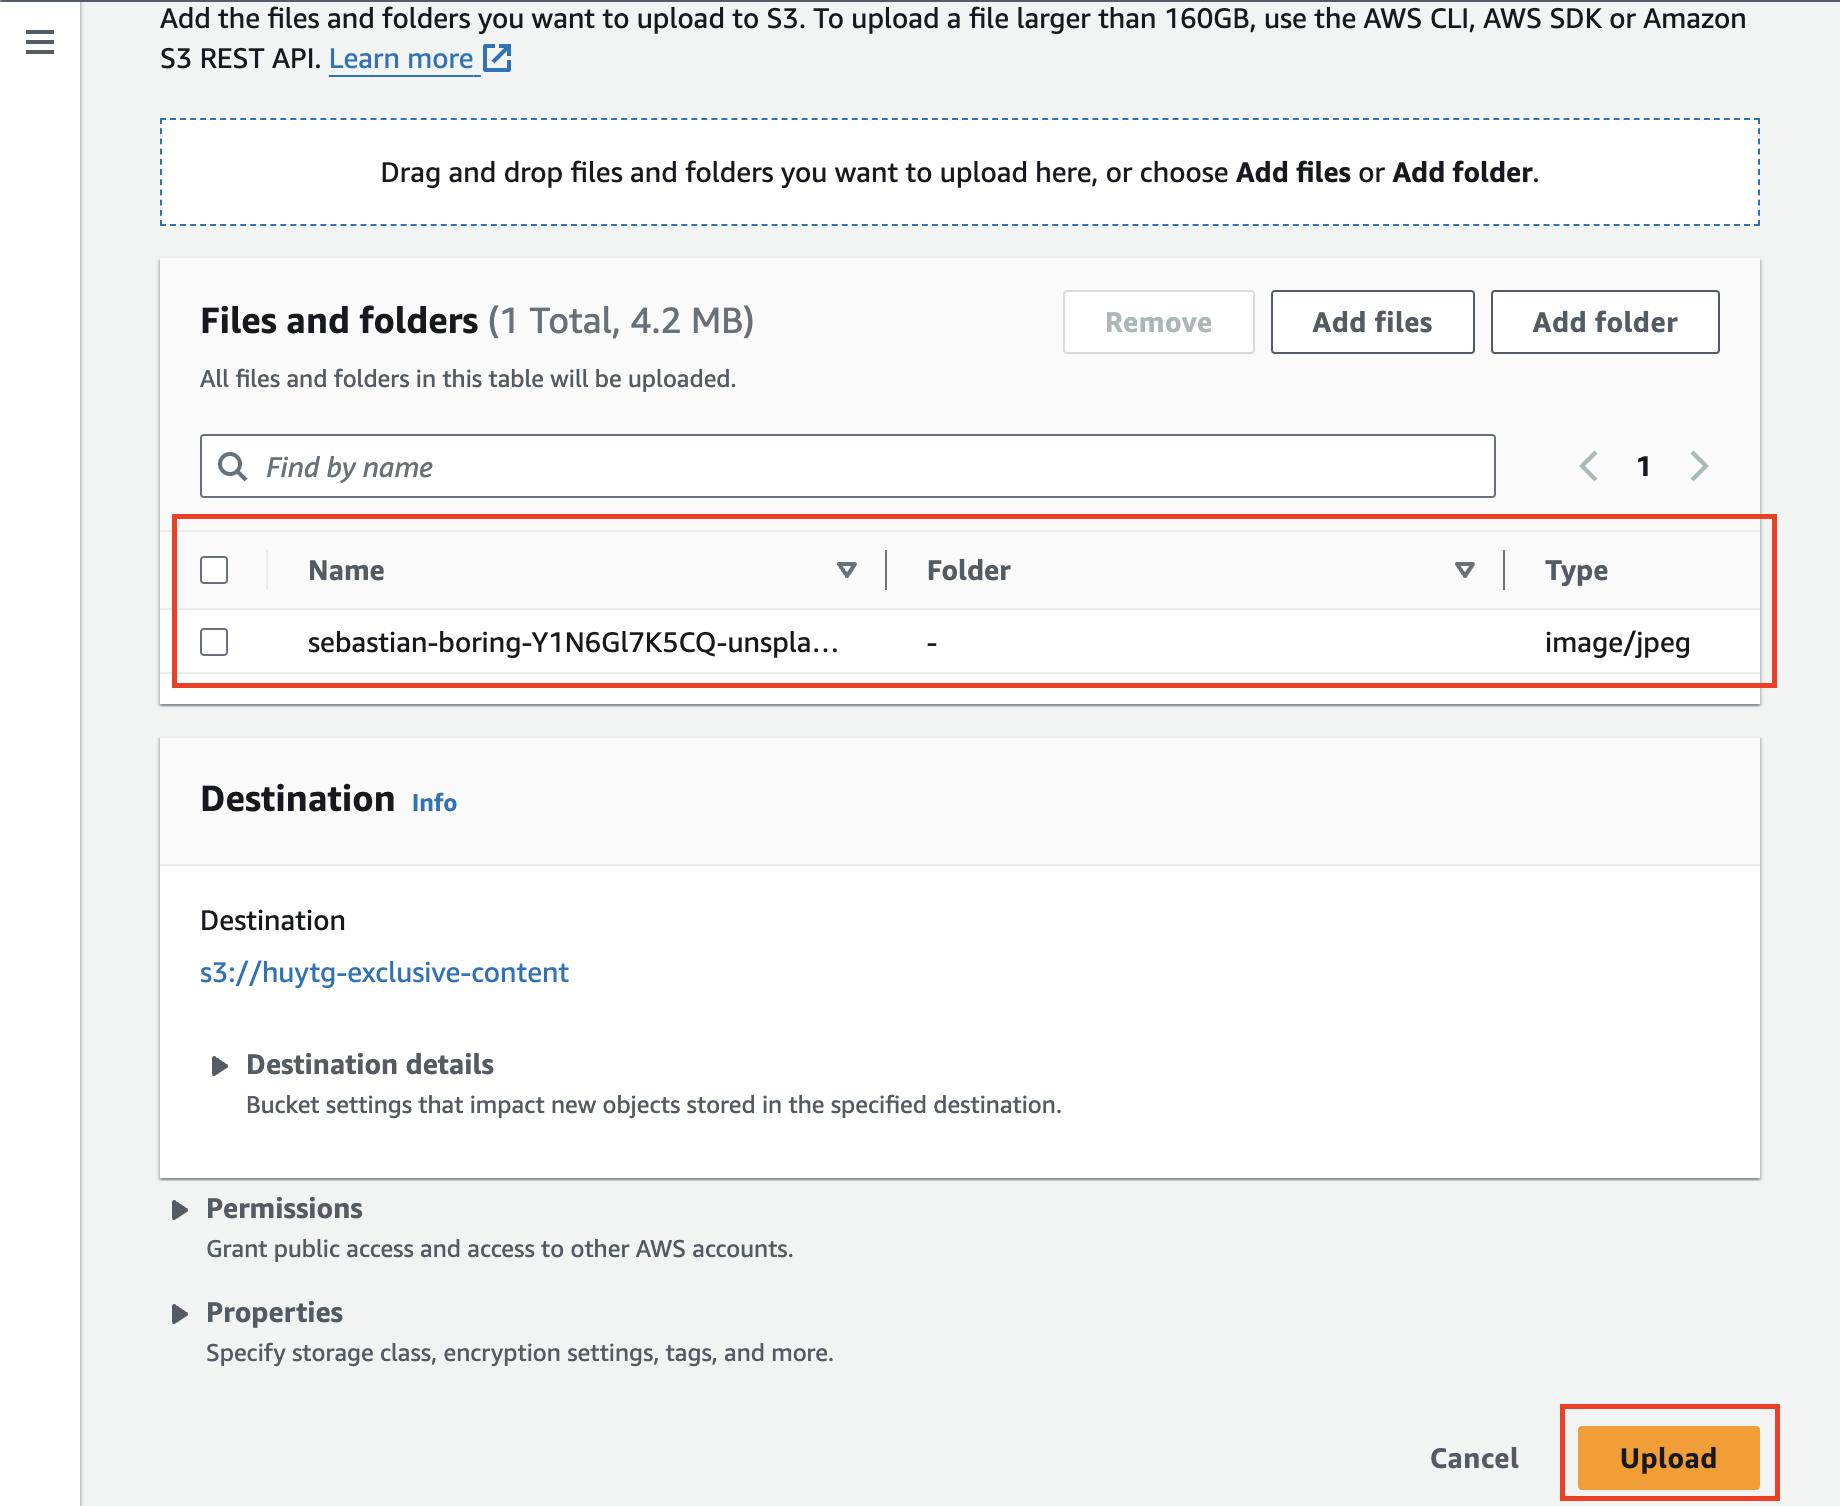 Add the files and folders you want to upload to S3. To upload a file larger than 160GB, use the AWS CLI, AWS SDK or Amazon
S3 REST API. Learn more
Drag and drop files and folders you want to upload here, or choose Add files or Add folder.
Files and folders (1 Total, 4.2 MB)
Remove
Add files
Add folder
All files and folders in this table will be uploaded.
Find by name
1
Name
Folder
Type
sebastian-boring-Y1N6Gl7K5CQ-unspla...
-
image/jpeg
Destination Info
Destination
s3://huytg-exclusive-content
Destination details
Bucket settings that impact new objects stored in the specified destination.
Permissions
Grant public access and access to other AWS accounts.
Properties
Specify storage class, encryption settings, tags, and more.
Cancel
Upload